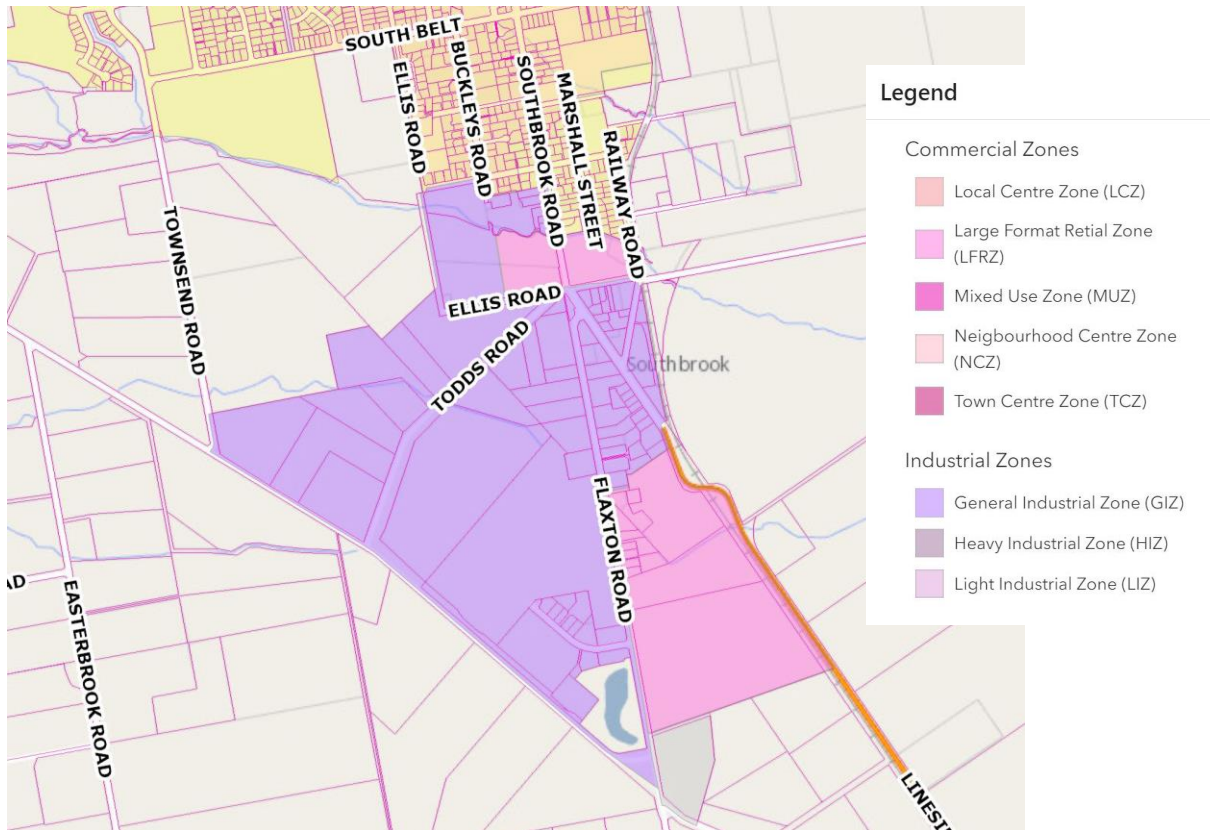 SOUTH BELT
ELLIS ROAD
BUCKLEYS ROAD
SOUTHBROOK ROAD
MARSHALL STREET
RAILWAY ROAD
TOWNSEND ROAD
ELLIS ROAD
TODDS ROAD
Southbrook
FLAXTON ROAD
AD
EASTERBROOK ROAD
LINESI
Legend
Commercial Zones
Local Centre Zone (LCZ)
Large Format Retial Zone
(LFRZ)
Mixed Use Zone (MUZ)
Neigbourhood Centre Zone
(NCZ)
Town Centre Zone (TCZ)
Industrial Zones
General Industrial Zone (GIZ)
Heavy Industrial Zone (HIZ)
Light Industrial Zone (LIZ)